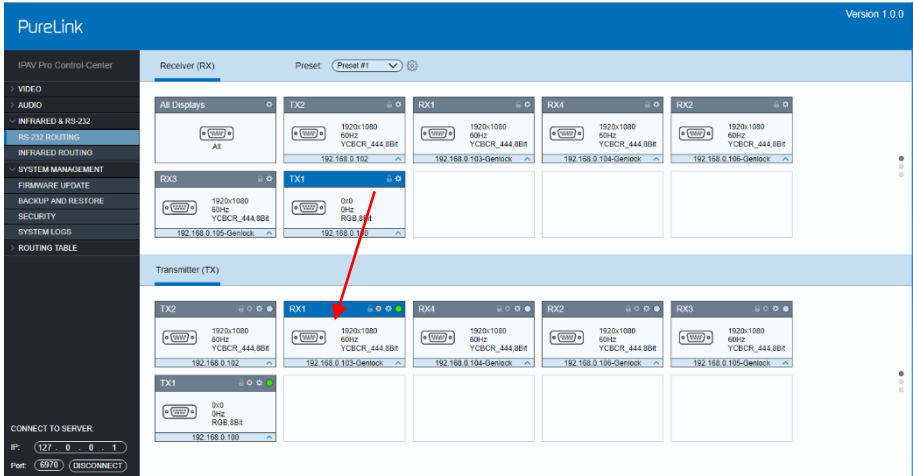 PureLink
Version 1.0.0
IPAV Pro Control-Center
VIDEO
AUDIO
INFRARED & RS-232
RS-232 ROUTING
INFRARED ROUTING
SYSTEM MANAGEMENT
FIRMWARE UPDATE
BACKUP AND RESTORE
SECURITY
SYSTEM LOGS
ROUTING TABLE
CONNECT TO SERVER:
IP: 127 . 0 . 0 . 1
Port: 6970 DISCONNECT
Receiver (RX)
Preset: Preset #1
All Displays
All
TX2
1920x1080
60Hz
YCBCR_444,8Bit
192.168.0.102
RX1
1920x1080
60Hz
YCBCR_444,8Bit
192.168.0.103-Genlock
RX4
1920x1080
60Hz
YCBCR_444,8Bit
192.168.0.104-Genlock
RX2
1920x1080
60Hz
YCBCR_444,8Bit
192.168.0.106-Genlock
RX3
1920x1080
60Hz
YCBCR_444,8Bit
192.168.0.105-Genlock
TX1
0x0
0Hz
RGB,8Bit
192.168.0.100
Transmitter (TX)
TX2
1920x1080
60Hz
YCBCR_444,8Bit
192.168.0.102
RX1
1920x1080
60Hz
YCBCR_444,8Bit
192.168.0.103-Genlock
RX4
1920x1080
60Hz
YCBCR_444,8Bit
192.168.0.104-Genlock
RX2
1920x1080
60Hz
YCBCR_444,8Bit
192.168.0.106-Genlock
RX3
1920x1080
60Hz
YCBCR_444,8Bit
192.168.0.105-Genlock
TX1
0x0
0Hz
RGB,8Bit
192.168.0.100